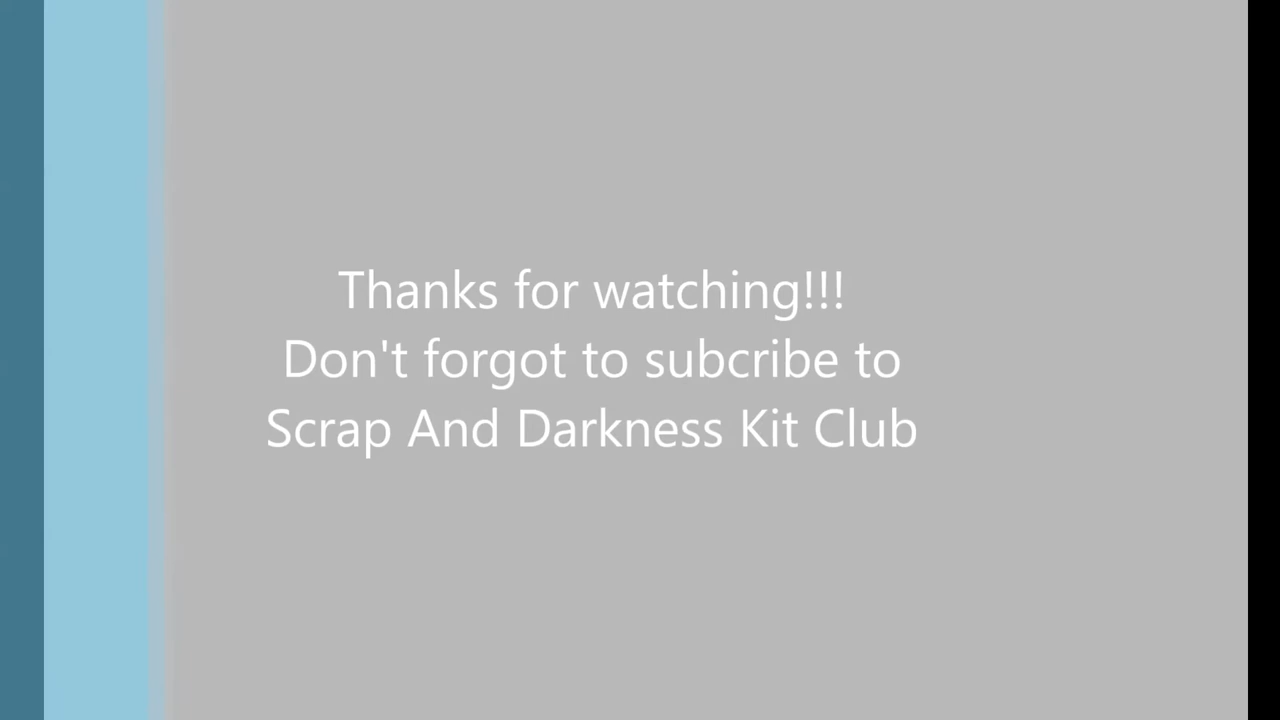 Thanks for watching!!!
Don't forgot to subcribe to
Scrap And Darkness Kit Club